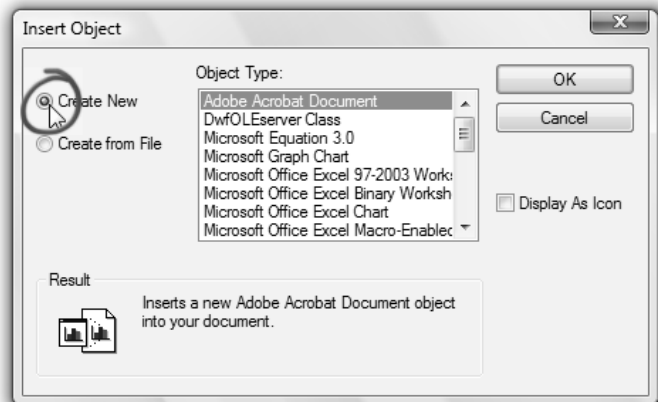 Insert Object
Create New
Create from File
Object Type:
Adobe Acrobat Document
DwfOLEserver Class
Microsoft Equation 3.0
Microsoft Graph Chart
Microsoft Office Excel 97-2003 Works
Microsoft Office Excel Binary Worksh
Microsoft Office Excel Chart
Microsoft Office Excel Macro-Enabled
OK
Cancel
Display As Icon
Result
Inserts a new Adobe Acrobat Document object
into your document.